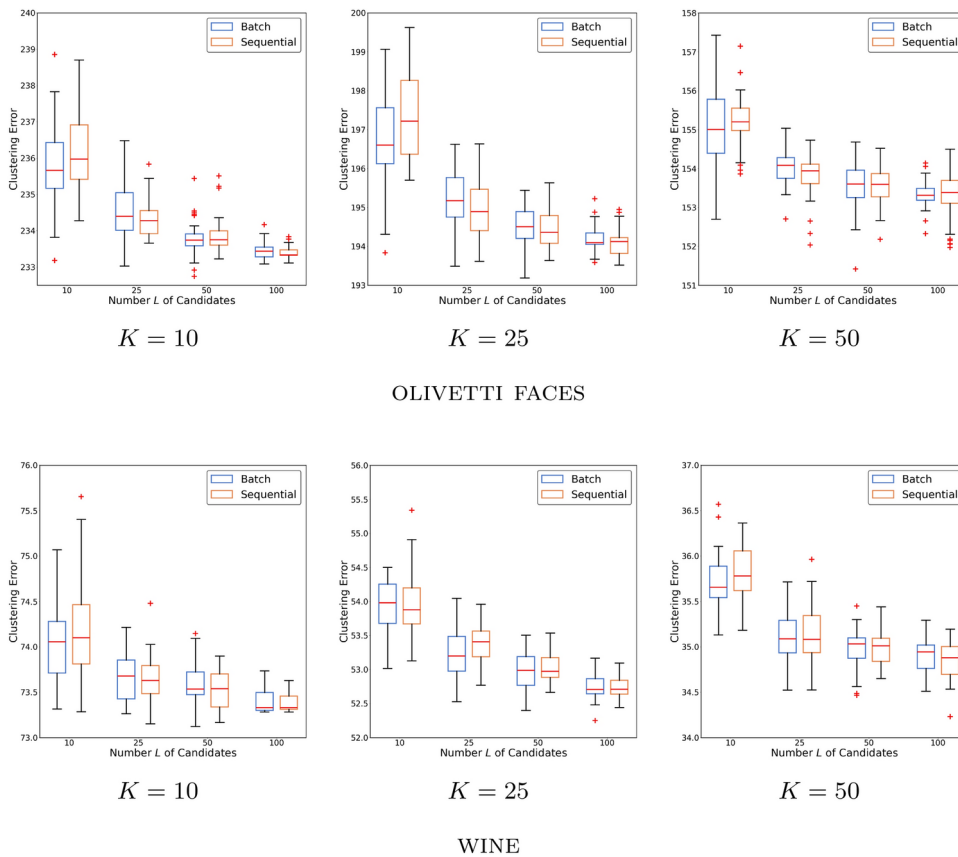 240
239
238
237
236
235
234
233
Clustering Error
Batch
Sequential
10
25
50
100
Number L of Candidates
K = 10
200
199
198
197
196
195
194
193
Clustering Error
Batch
Sequential
10
25
50
100
Number L of Candidates
K = 25
158
157
156
155
154
153
152
151
Clustering Error
Batch
Sequential
10
25
50
100
Number L of Candidates
K = 50
OLIVETTI FACES
76.0
75.5
75.0
74.5
74.0
73.5
73.0
Clustering Error
Batch
Sequential
10
25
50
100
Number L of Candidates
K = 10
56.0
55.5
55.0
54.5
54.0
53.5
53.0
52.5
52.0
Clustering Error
Batch
Sequential
10
25
50
100
Number L of Candidates
K = 25
37.0
36.5
36.0
35.5
35.0
34.5
34.0
Clustering Error
Batch
Sequential
10
25
50
100
Number L of Candidates
K = 50
WINE